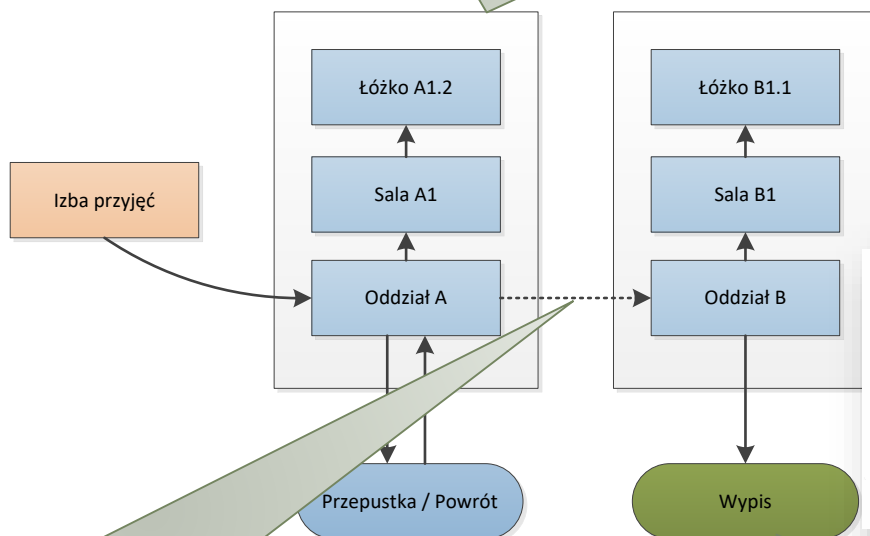 Łóżko A1.2
Łóżko B1.1
Izba przyjęć
Sala A1
Sala B1
Oddział A
Oddział B
Przepustka / Powrót
Wypis